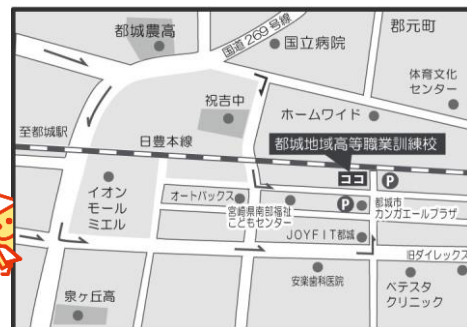 都城農高
国道269号線
国立病院
郡元町
体育文化
センター
祝吉中
ホームワイド
至都城駅
日豊本線
都城地域高等職業訓練校
ココ
P
イオン
モール
ミエル
オートバックス
宮崎県南部福祉
こどもセンター
P
都城市
カンガエールプラザ
JOYFIT都城
旧ダイレックス
安楽歯科医院
ベテスタ
クリニック
泉ヶ丘高